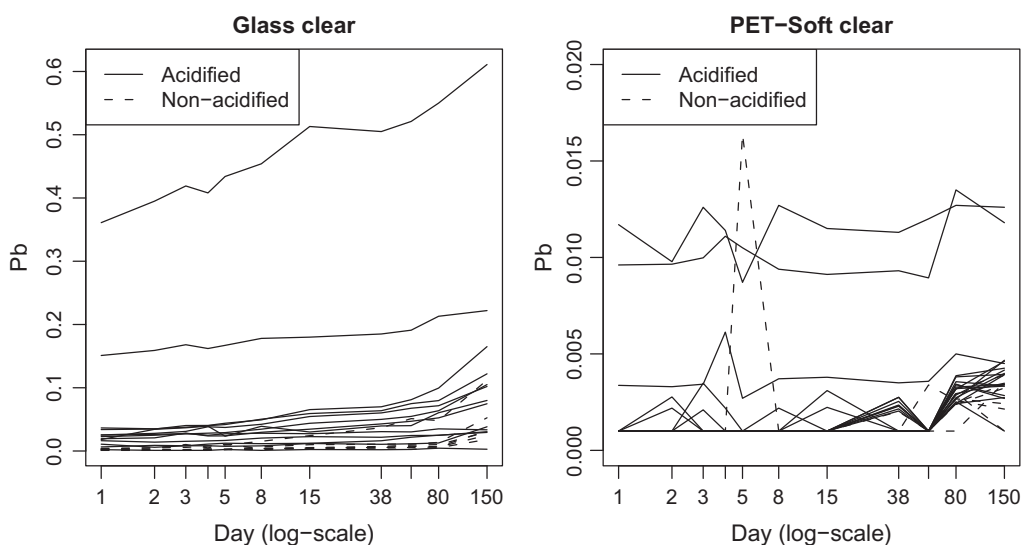 Glass clear
Acidified
Non−acidified
0.6
0.5
0.4
0.3
0.2
0.1
0.0
Pb
1 2 3 5 8 15 38 80 150
Day (log−scale)
PET−Soft clear
Acidified
Non−acidified
0.020
0.015
0.010
0.005
0.000
Pb
1 2 3 5 8 15 38 80 150
Day (log−scale)